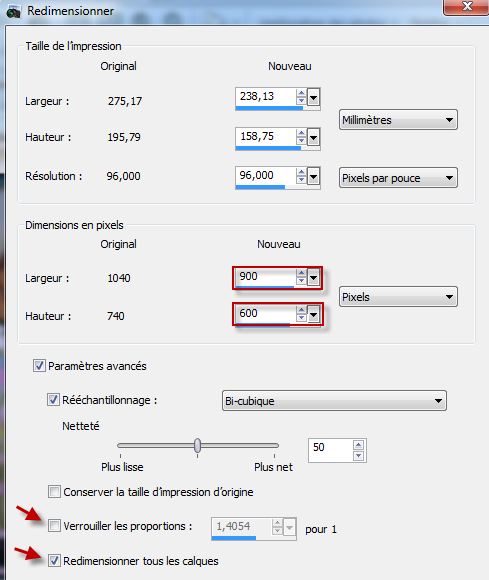 Redimensionner
Taille de l'impression
Original Nouveau
Largeur : 275,17 238,13
Millimètres
Hauteur : 195,79 158,75
Résolution : 96,000 96,000 Pixels par pouce
Dimensions en pixels
Original Nouveau
Largeur : 1040 900
Pixels
Hauteur : 740 600
Paramètres avancés
Rééchantillonnage : Bi-cubique
Netteté
50
Plus lisse Plus net
Conserver la taille d'impression d'origine
Verrouiller les proportions : 1,4054 pour 1
Redimensionner tous les calques